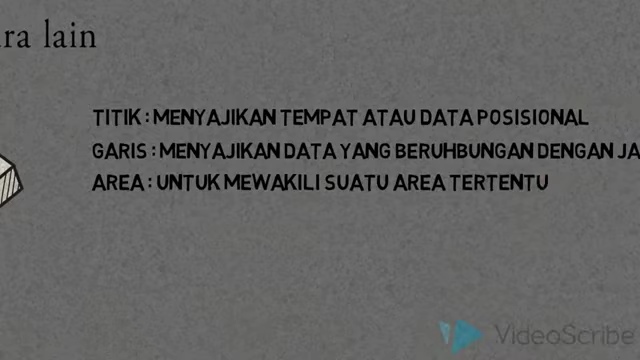 ra lain
TITIK : MENYAJIKAN TEMPAT ATAU DATA POSISIONAL
GARIS : MENYAJIKAN DATA YANG BERUHBUNGAN DENGAN JA
AREA : UNTUK MEWAKILI SUATU AREA TERTENTU
VideoScribe